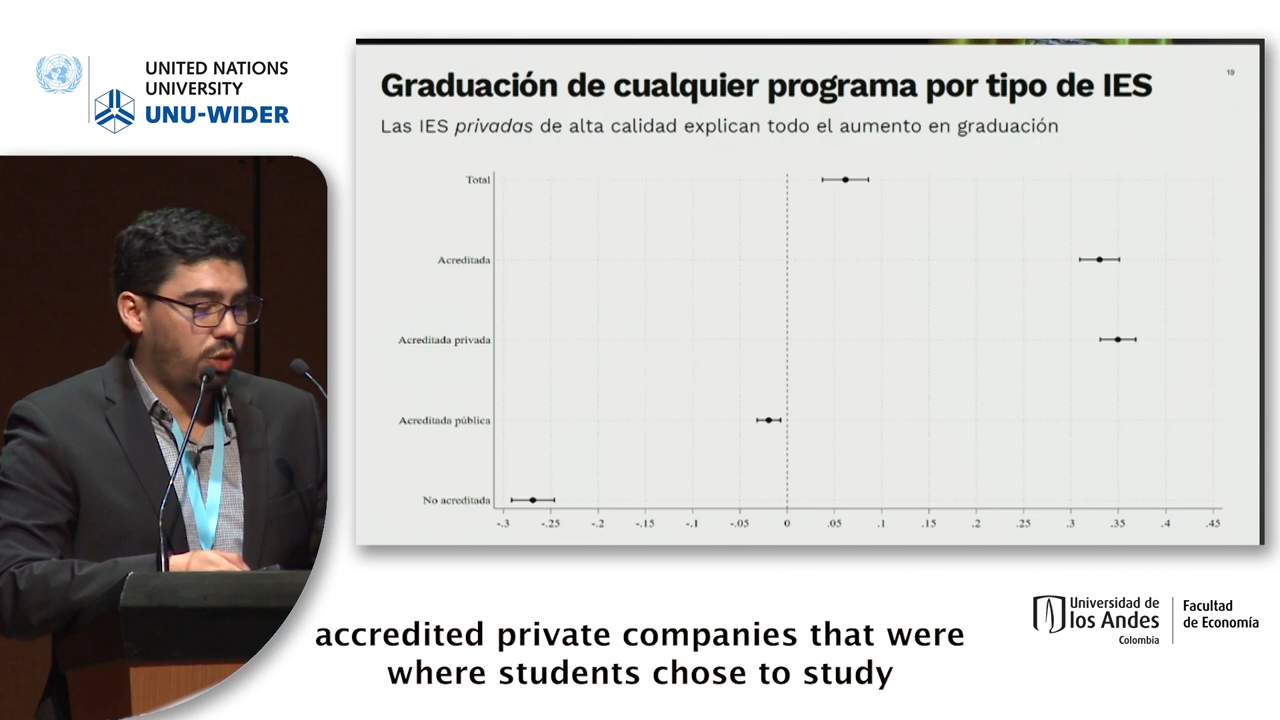 UNITED NATIONS
UNIVERSITY
UNU-WIDER
19
Graduación de cualquier programa por tipo de IES
Las IES privadas de alta calidad explican todo el aumento en graduación
Total
Acreditada
Acreditada privada
Acreditada pública
No acreditada
-.3 -.25 -.2 -.15 -.1 -.05 0 .05 .1 .15 .2 .25 .3 .35 .4 .45
accredited private companies that were
where students chose to study
Universidad de
los Andes
Colombia
Facultad
de Economía